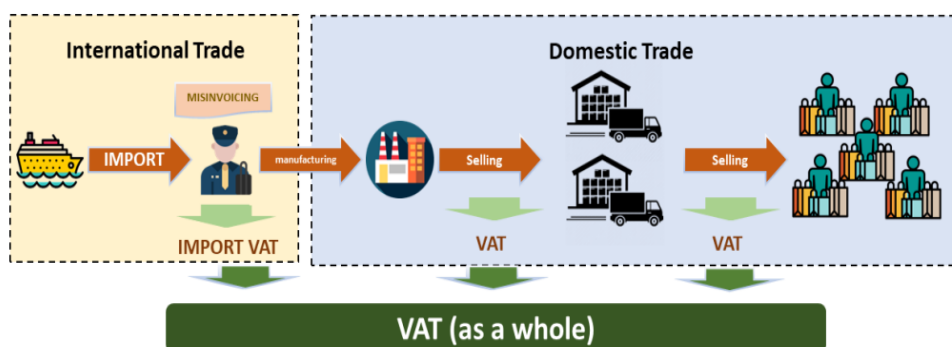 International Trade
Domestic Trade
MISINVOICING
IMPORT
manufacturing
Selling
Selling
IMPORT VAT
VAT
VAT
VAT (as a whole)